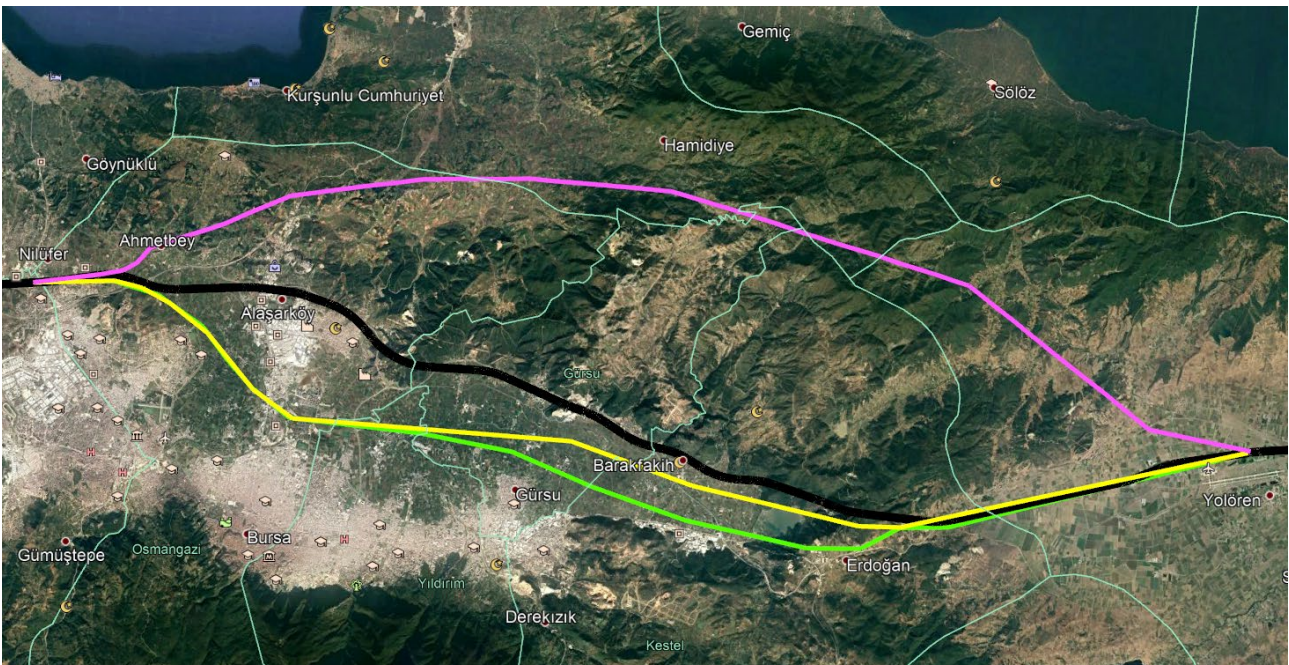 Gemiç
Kurşunlu Cumhuriyet
Sölöz
Hamidiye
Göynüklü
Ahmetbey
Nilüfer
Alaşarköy
Gürsu
Barakfakih
Gürsu
Yolören
Bursa
Gümüştepe
Osmangazi
Erdoğan
Yıldırım
Derekızık
Kestel
S